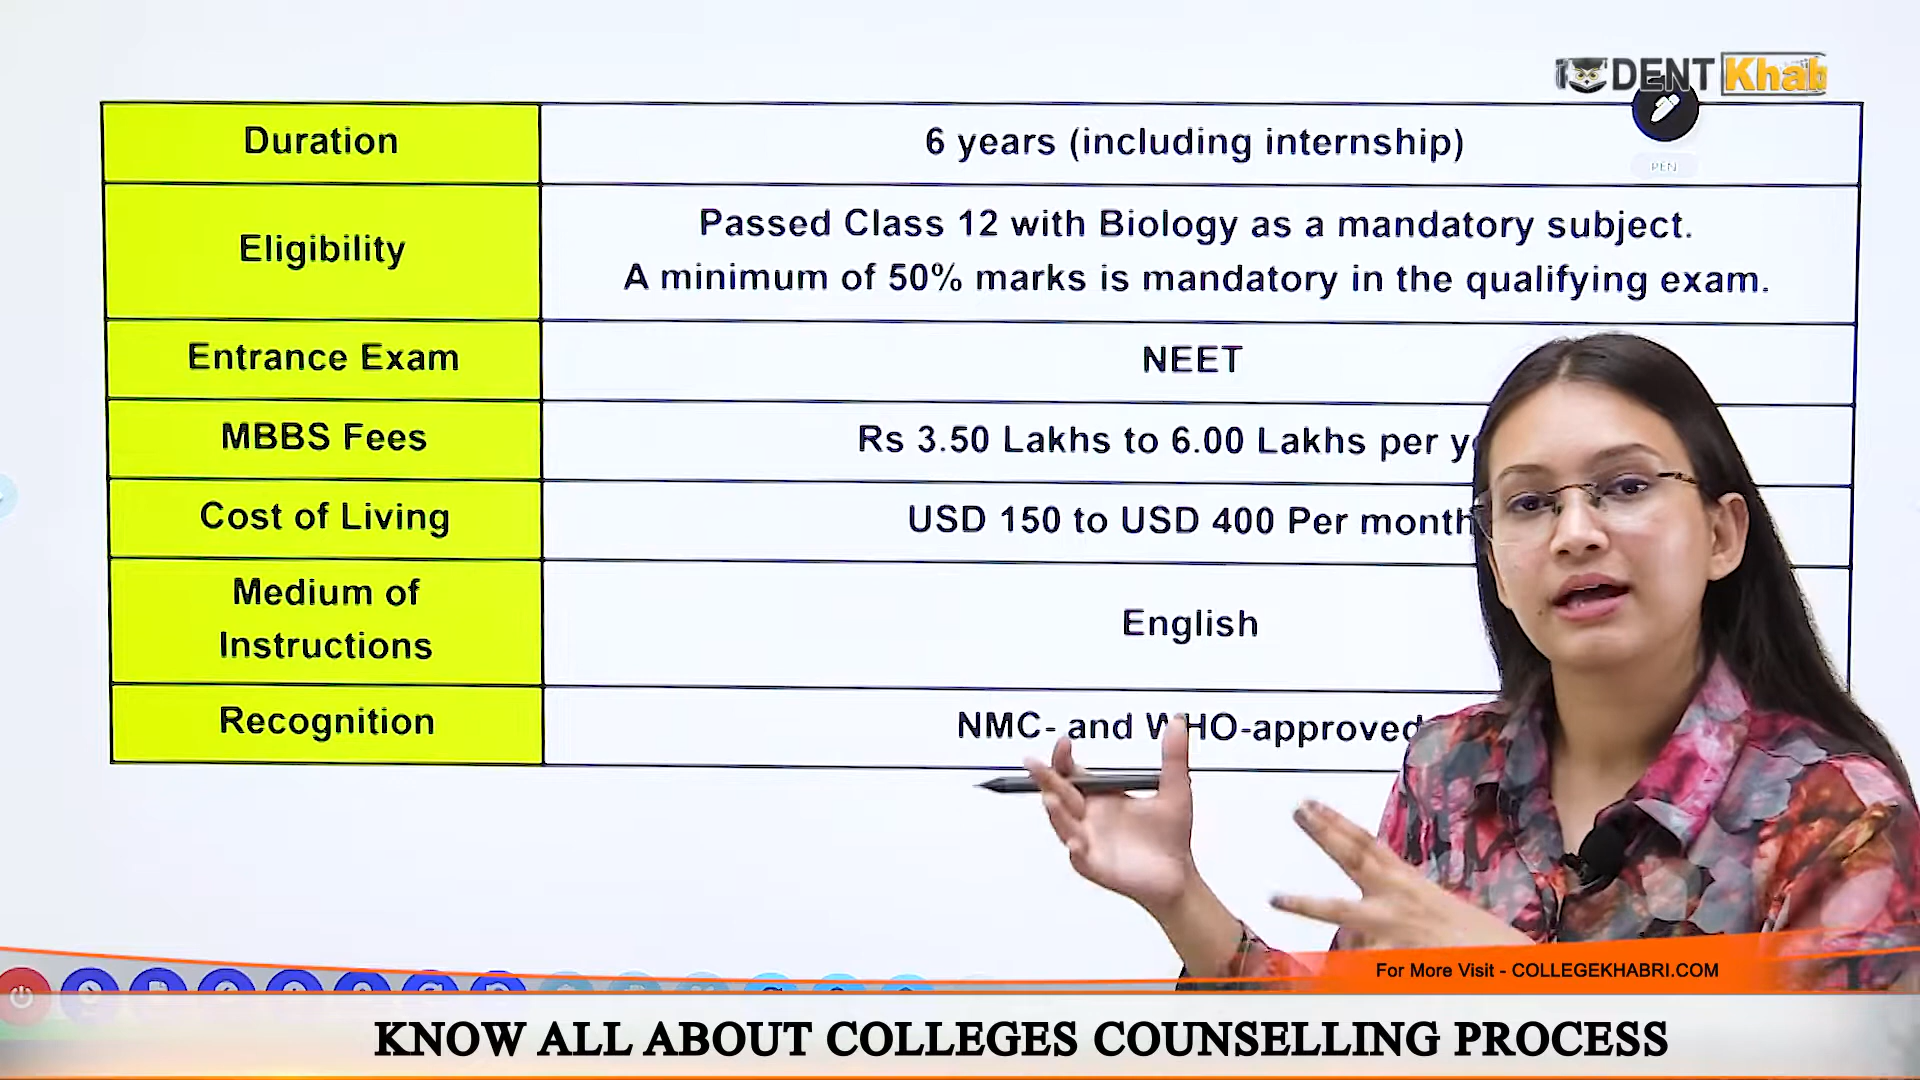 DENT Khab
PEN
Duration
6 years (including internship)
Eligibility
Passed Class 12 with Biology as a mandatory subject.
A minimum of 50% marks is mandatory in the qualifying exam.
Entrance Exam
NEET
MBBS Fees
Rs 3.50 Lakhs to 6.00 Lakhs per
Cost of Living
USD 150 to USD 400 Per month
Medium of
Instructions
English
Recognition
NMC- and WHO-approved
For More Visit - COLLEGEKHABRI.COM
KNOW ALL ABOUT COLLEGES COUNSELLING PROCESS